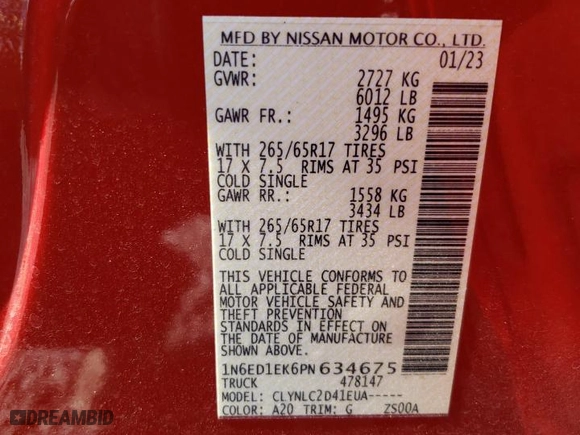 MFD BY NISSAN MOTOR CO., LTD.
DATE: 01/23
GVWR: 2727 KG
6012 LB
GAWR FR.: 1495 KG
3296 LB
WITH 265/65R17 TIRES
17 X 7.5 RIMS AT 35 PSI
COLD SINGLE
GAWR RR.: 1558 KG
3434 LB
WITH 265/65R17 TIRES
17 X 7.5 RIMS AT 35 PSI
COLD SINGLE
THIS VEHICLE CONFORMS TO
ALL APPLICABLE FEDERAL
MOTOR VEHICLE SAFETY AND
THEFT PREVENTION
STANDARDS IN EFFECT ON
THE DATE OF MANUFACTURE
SHOWN ABOVE.
1N6ED1EK6PN634675
TRUCK 478147
MODEL: CLYNLC2D41EUA-----
COLOR: A20 TRIM: G ZS00A
DREAMBID